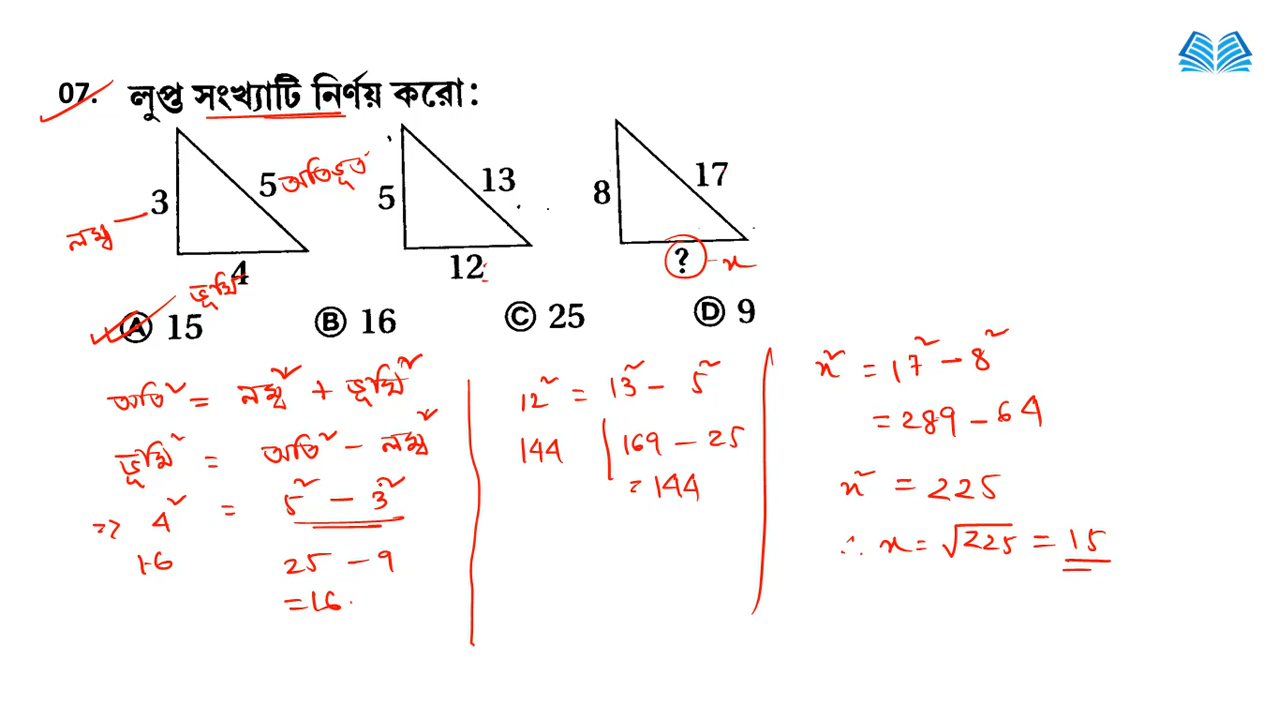 07. লুপ্ত সংখ্যাটি নির্ণয় করো:
3 5 অতিভূজ
লম্ব
4
ভূমি
5 13
12
8 17
? - x
Ⓐ 15 Ⓑ 16 Ⓒ 25 Ⓓ 9
অতি² = লম্ব² + ভূমি²
ভূমি² = অতি² - লম্ব²
=> 4² = 5² - 3²
16 25 - 9
= 16
12² = 13² - 5²
144 | 169 - 25
= 144
x² = 17² - 8²
= 289 - 64
x² = 225
∴ x = √225 = 15